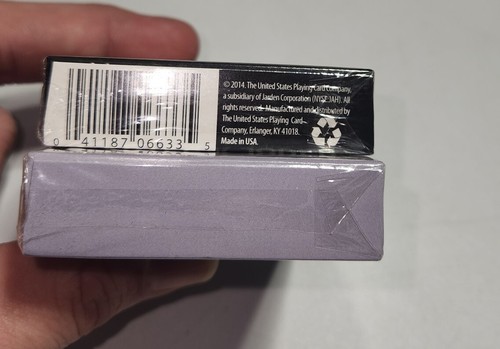 © 2014. The United States Playing Card Company,
a subsidiary of Jarden Corporation (NYSE:JAH). All
rights reserved. Manufactured and distributed by
The United States Playing Card
Company, Erlanger, KY 41018.
Made in USA.
0 41187 06633 5